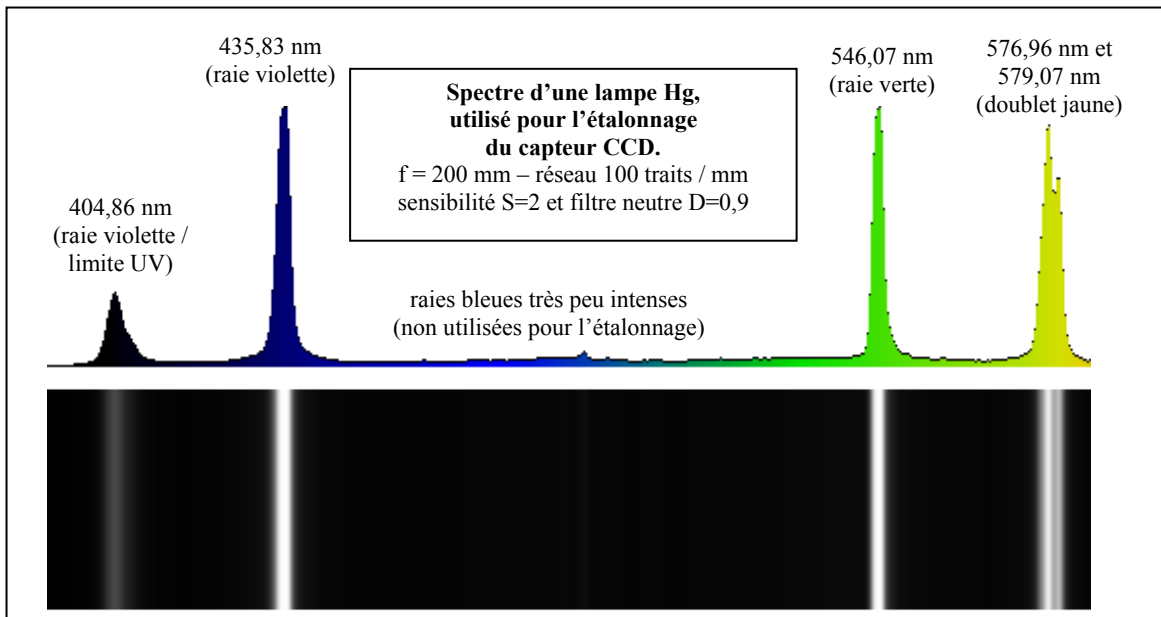 435,83 nm
(raie violette)
Spectre d’une lampe Hg,
utilisé pour l’étalonnage
du capteur CCD.
f = 200 mm – réseau 100 traits / mm
sensibilité S=2 et filtre neutre D=0,9
546,07 nm
(raie verte)
576,96 nm et
579,07 nm
(doublet jaune)
404,86 nm
(raie violette /
limite UV)
raies bleues très peu intenses
(non utilisées pour l’étalonnage)